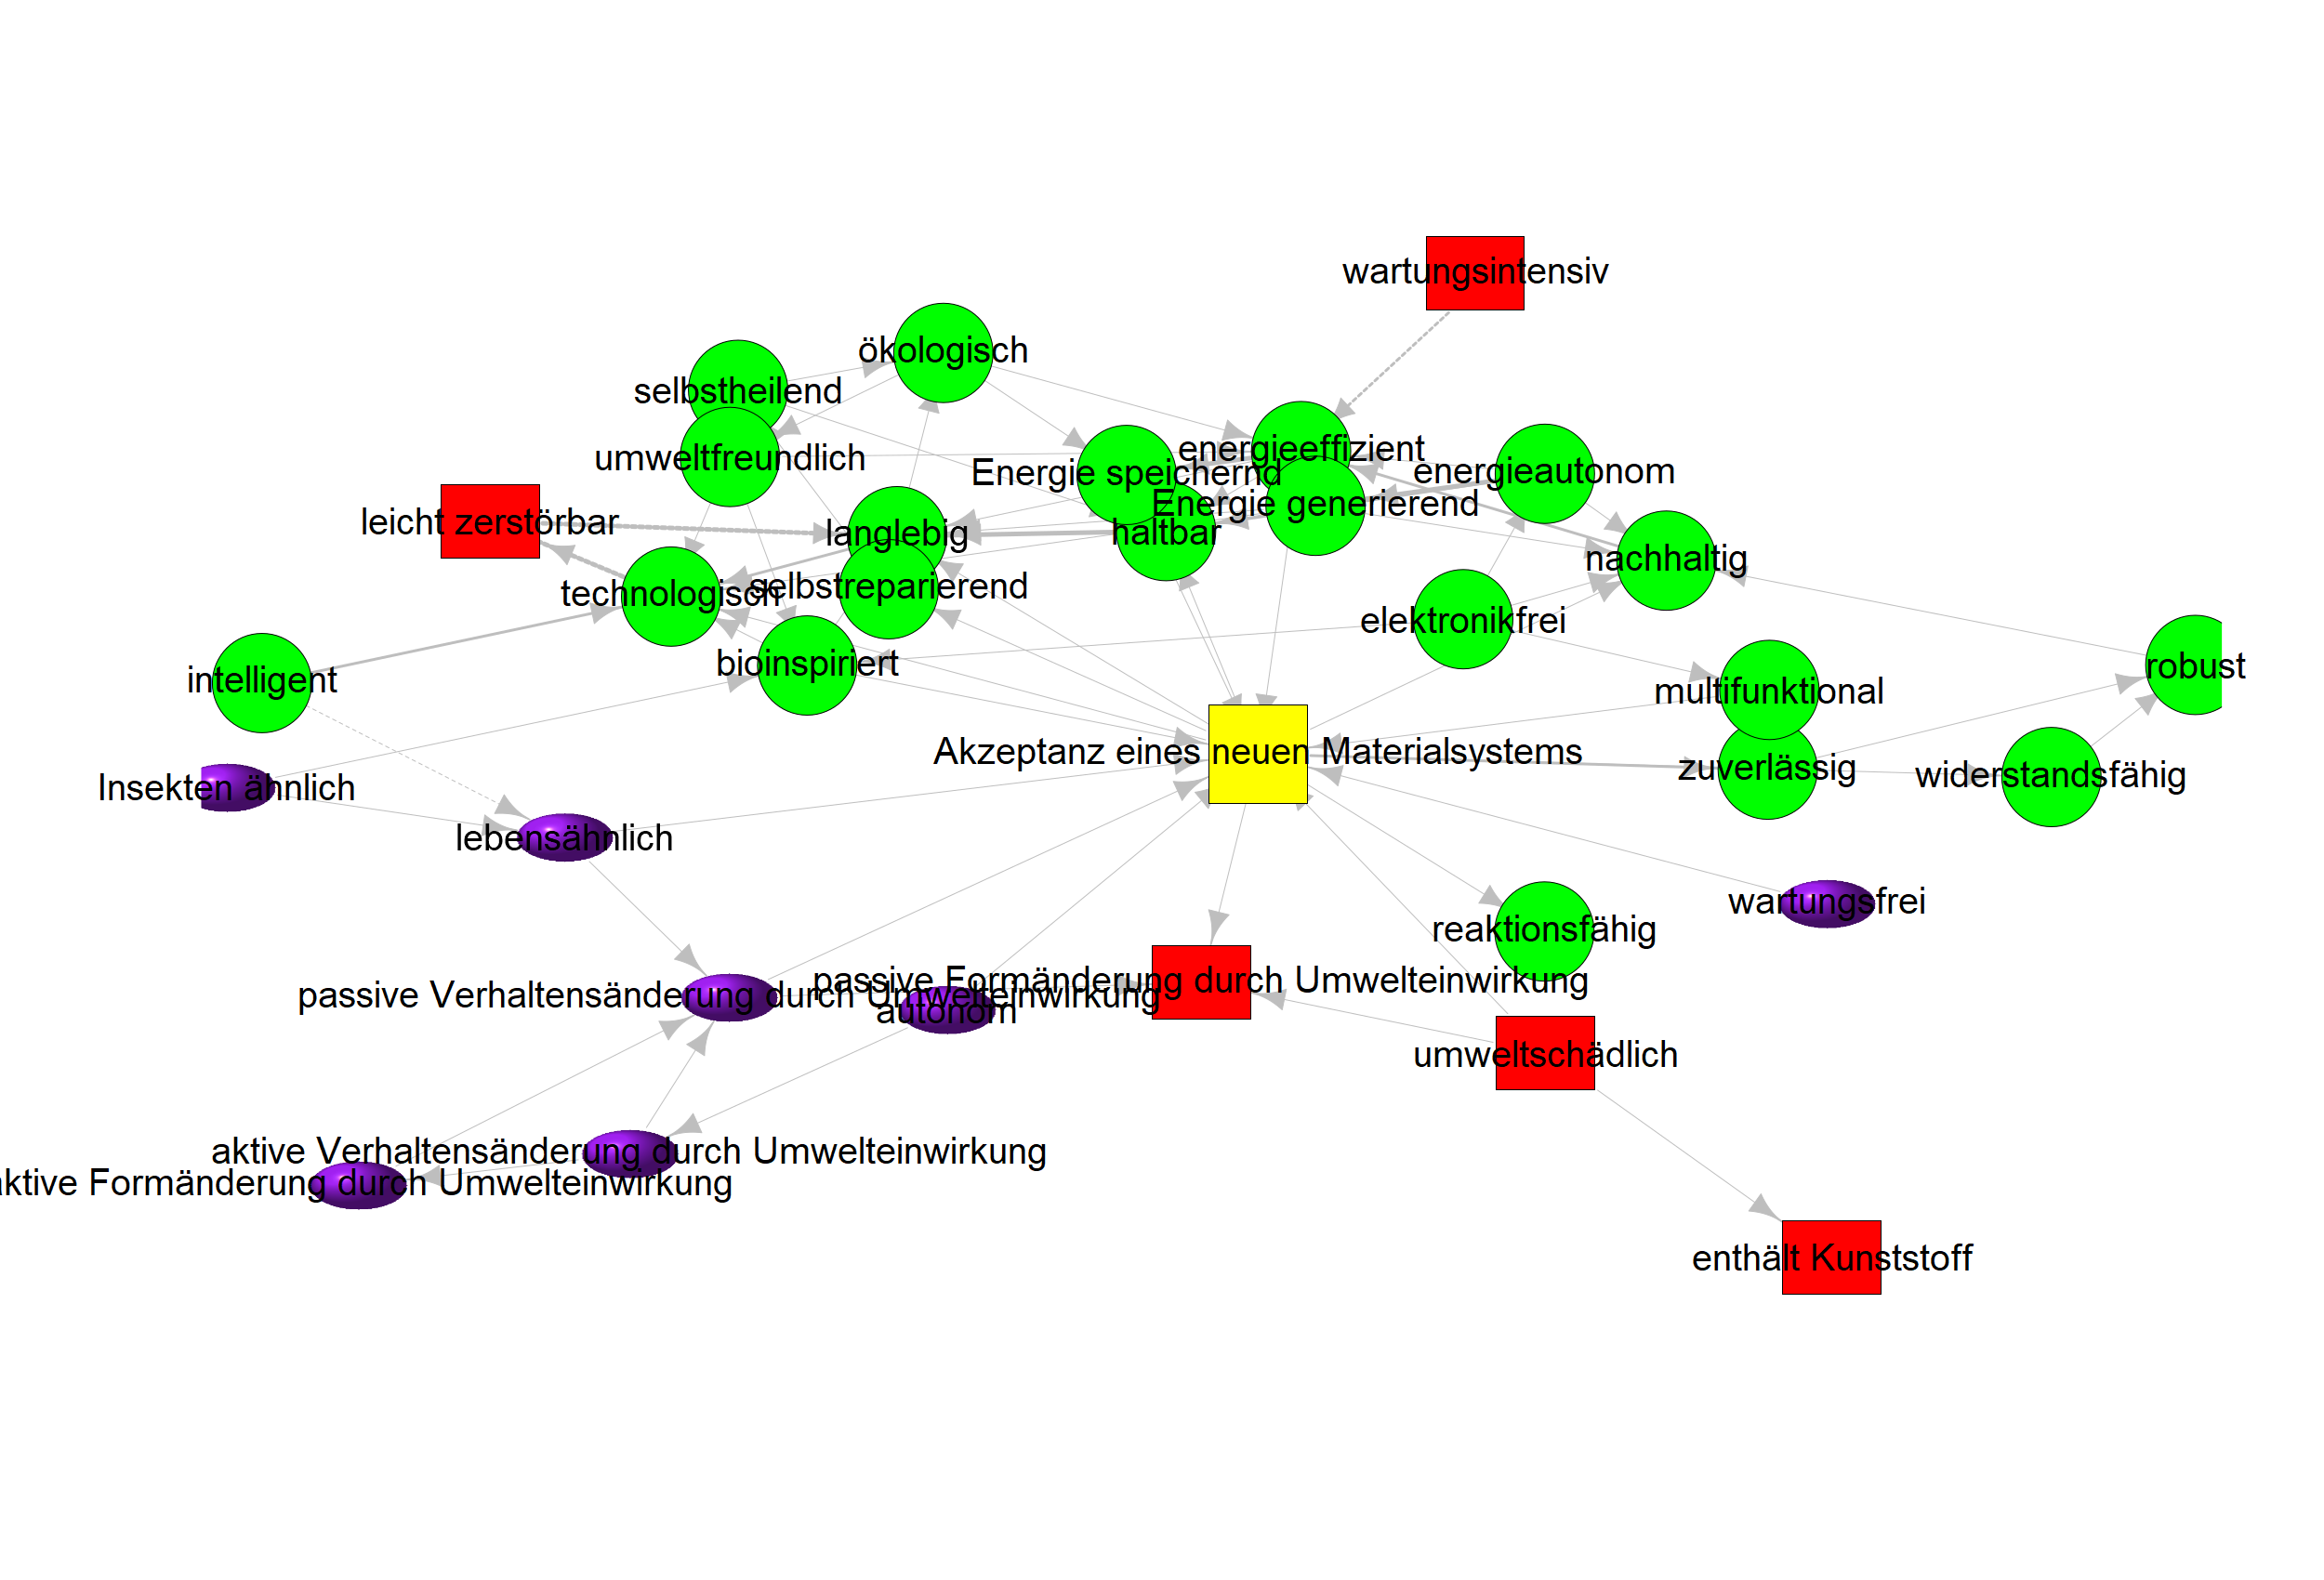 wartungsintensiv
ökologisch
selbstheilend
umweltfreundlich
energieeffizient
Energie speichernd
energieautonom
Energie generierend
leicht zerstörbar
langlebig
haltbar
nachhaltig
technologisch
selbstreparierend
elektronikfrei
bioinspiriert
robust
intelligent
multifunktional
Akzeptanz eines neuen Materialsystems
zuverlässig
widerstandsfähig
Insekten ähnlich
lebensähnlich
wartungsfrei
reaktionsfähig
passive Formänderung durch Umwelteinwirkung
passive Verhaltensänderung durch Umwelteinwirkung
autonom
umweltschädlich
aktive Verhaltensänderung durch Umwelteinwirkung
aktive Formänderung durch Umwelteinwirkung
enthält Kunststoff